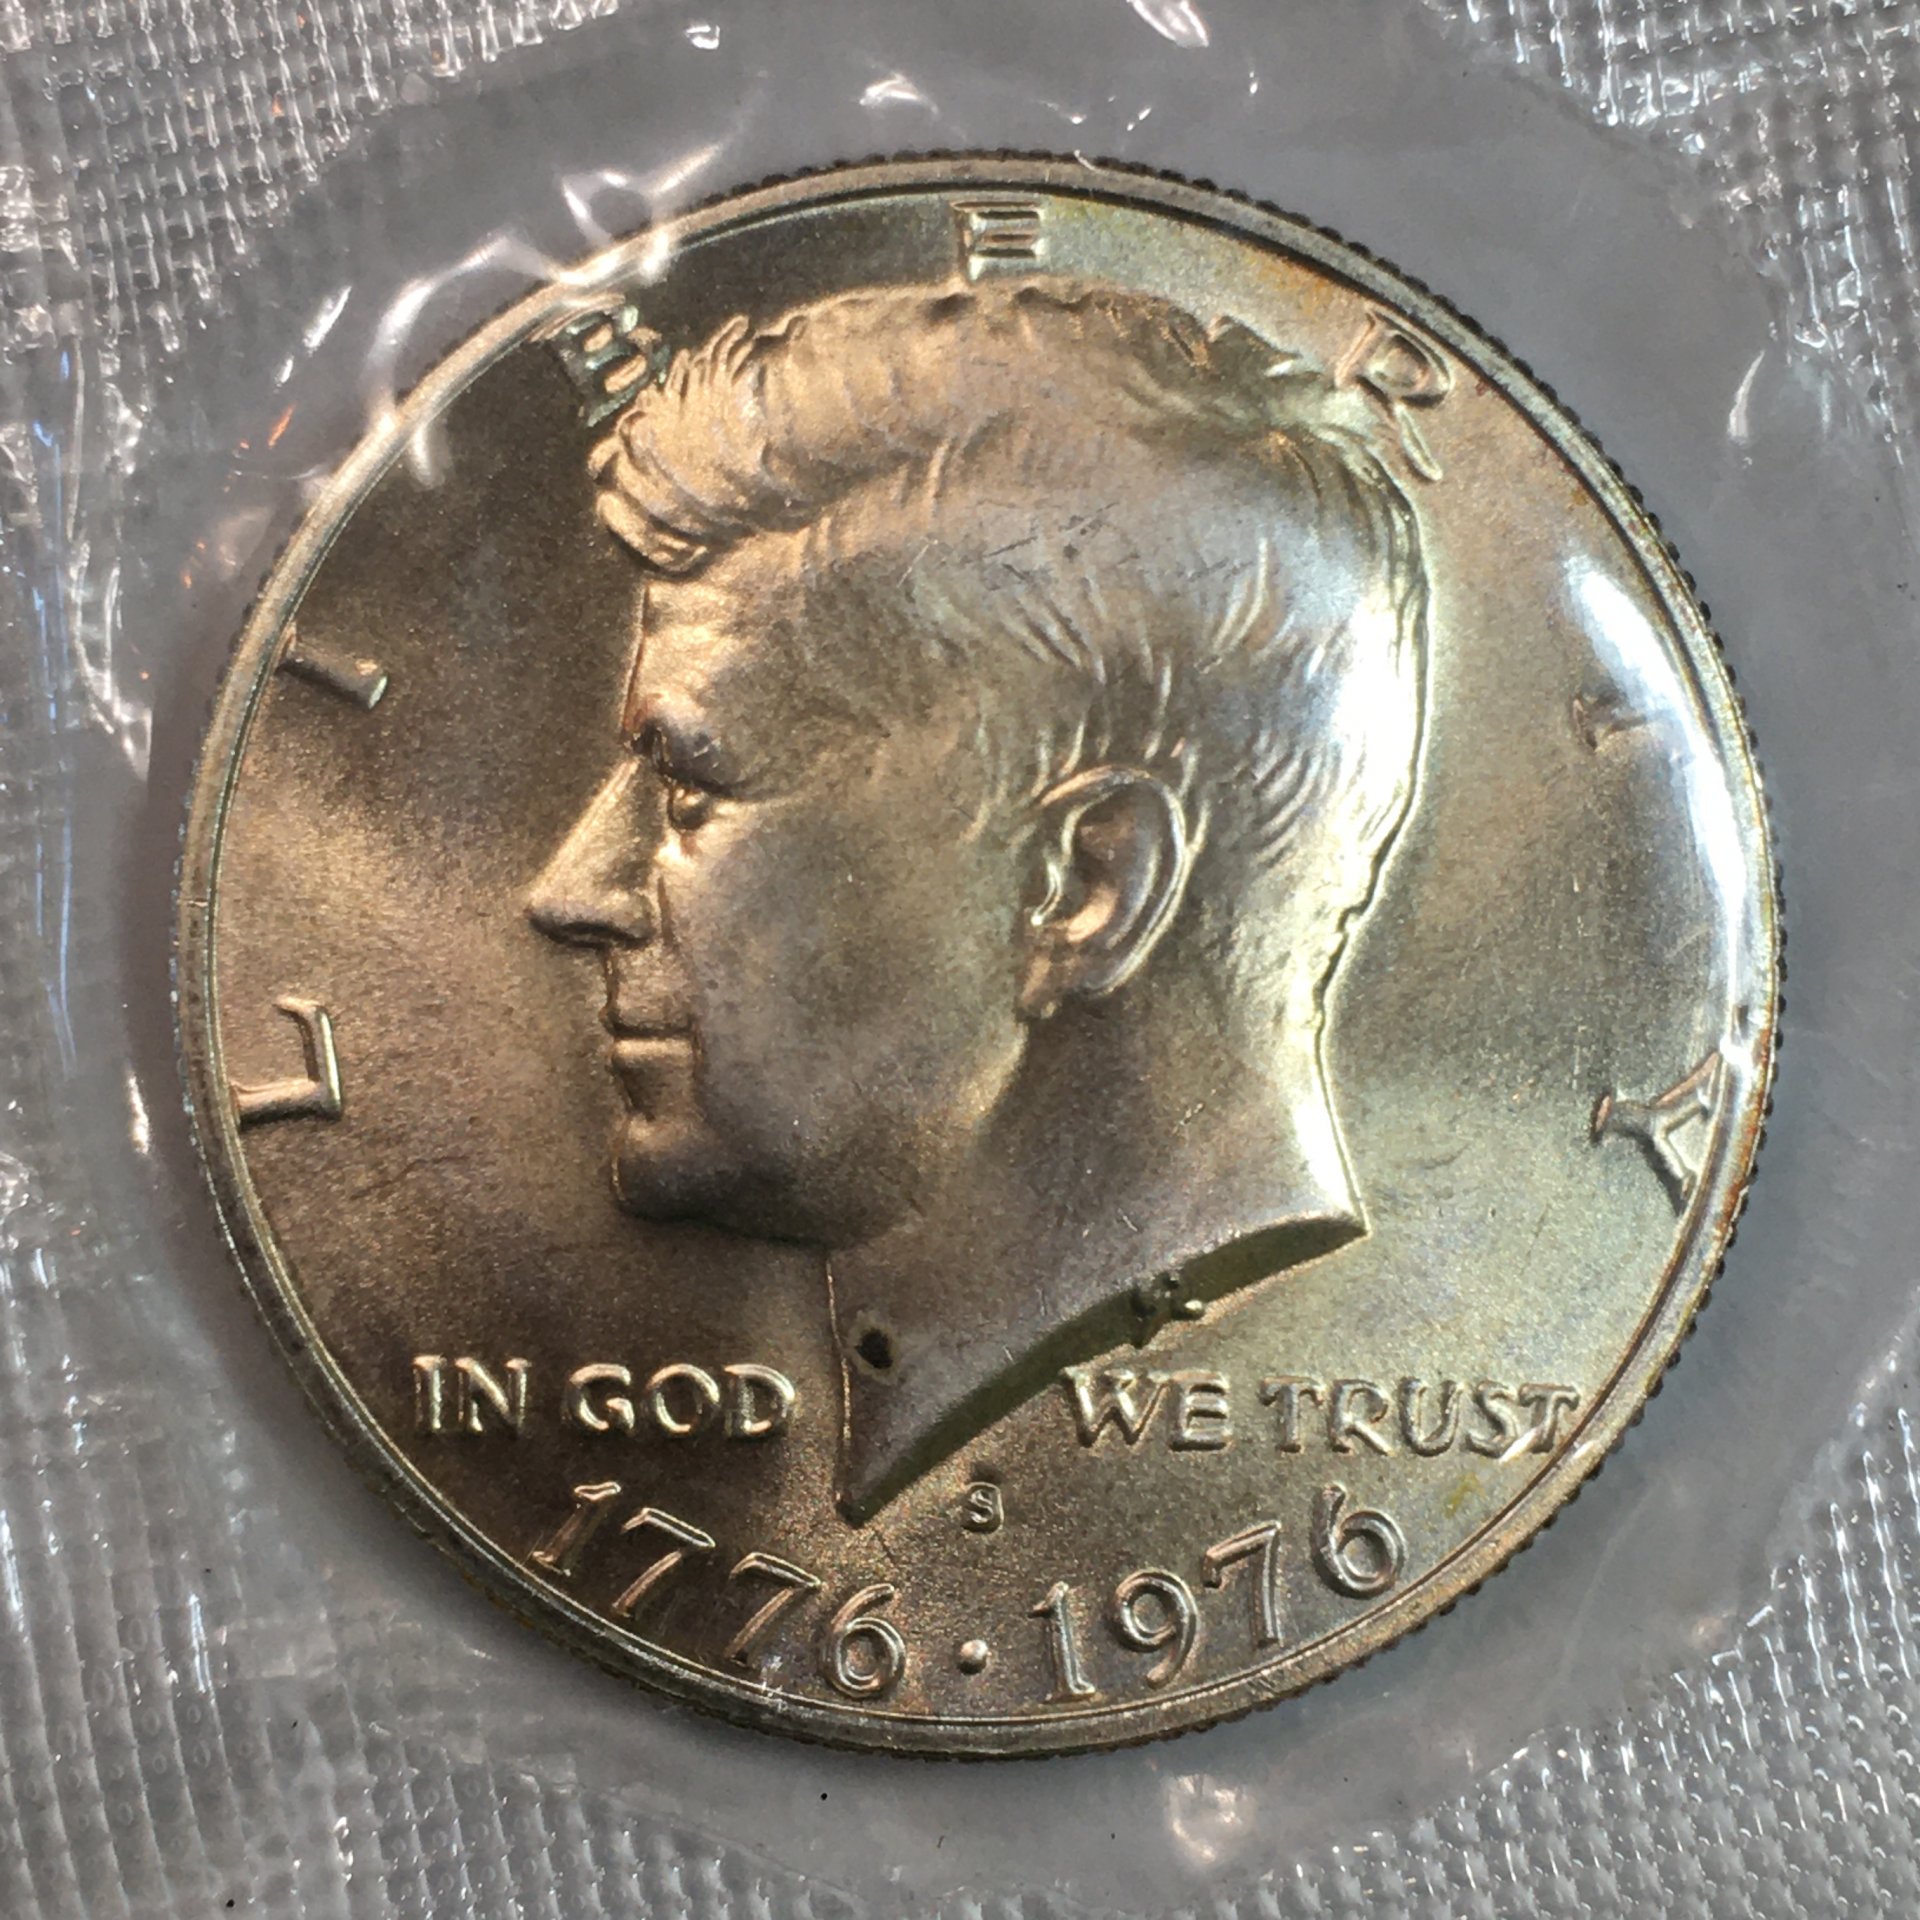 LIBERTY
IN GOD WE TRUST
S
1776 · 1976